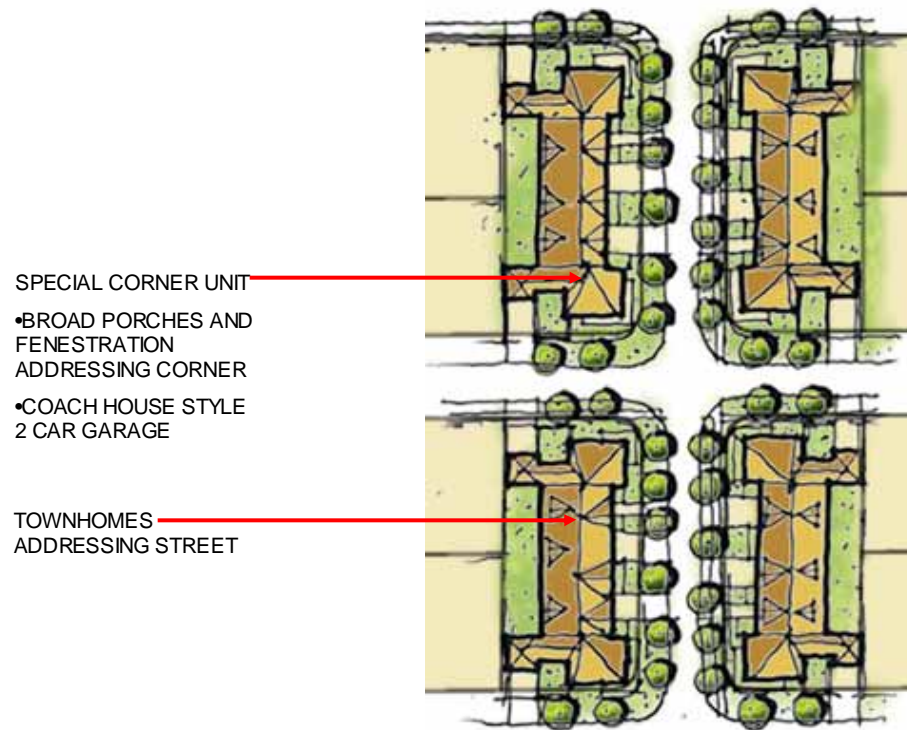 SPECIAL CORNER UNIT
•BROAD PORCHES AND
FENESTRATION
ADDRESSING CORNER
•COACH HOUSE STYLE
2 CAR GARAGE
TOWNHOMES
ADDRESSING STREET